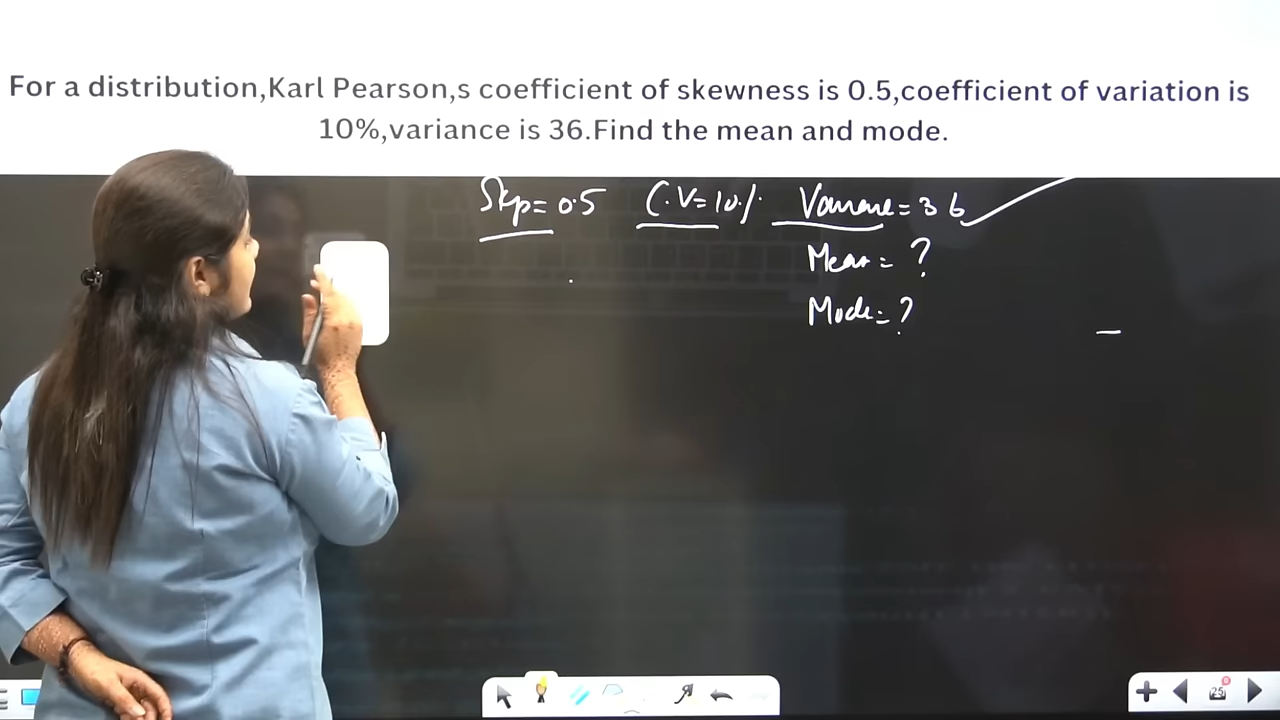 For a distribution,Karl Pearson,s coefficient of skewness is 0.5,coefficient of variation is
10%,variance is 36.Find the mean and mode.
Skp = 0.5 C.V = 10% Variance = 36
Mean = ?
Mode = ?
25